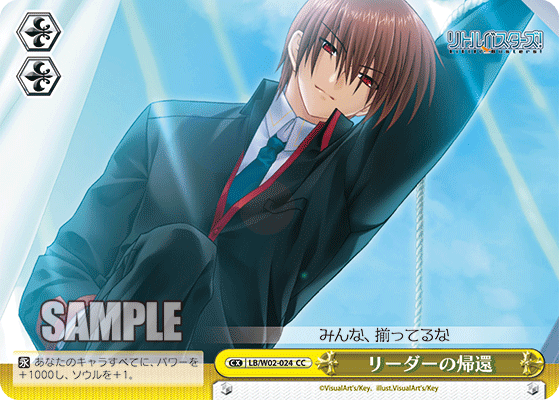 リトルバスターズ!
Little Busters!
SAMPLE
みんな、揃ってるな
永 あなたのキャラすべてに、パワーを
+1000し、ソウルを+1。
CX LB/W02-024 CC
リーダーの帰還
©VisualArt's/Key. illust.VisualArt's/Key